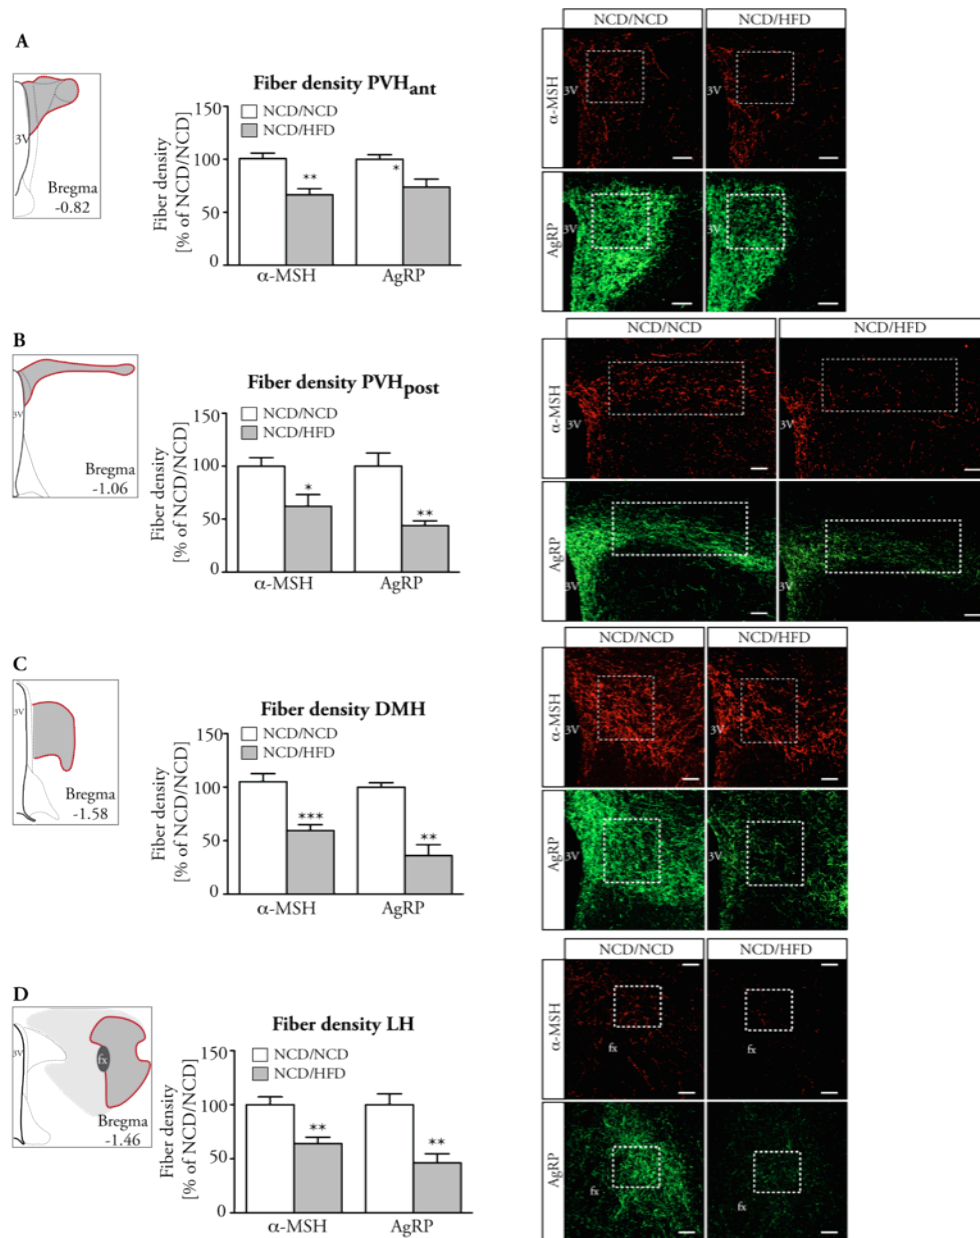 A
3V
Bregma
-0.82
Fiber density PVHant
NCD/NCD
NCD/HFD
Fiber density
[% of NCD/NCD]
150
100
50
0
**
*
α-MSH
AgRP
NCD/NCD
NCD/HFD
α-MSH
3V
3V
AgRP
3V
3V
B
3V
Bregma
-1.06
Fiber density PVHpost
NCD/NCD
NCD/HFD
Fiber density
[% of NCD/NCD]
150
100
50
0
*
**
α-MSH
AgRP
NCD/NCD
NCD/HFD
α-MSH
3V
3V
AgRP
3V
3V
C
3V
Bregma
-1.58
Fiber density DMH
NCD/NCD
NCD/HFD
Fiber density
[% of NCD/NCD]
150
100
50
0
***
**
α-MSH
AgRP
NCD/NCD
NCD/HFD
α-MSH
3V
3V
AgRP
3V
3V
D
3V
fx
Bregma
-1.46
Fiber density LH
NCD/NCD
NCD/HFD
Fiber density
[% of NCD/NCD]
150
100
50
0
**
**
α-MSH
AgRP
NCD/NCD
NCD/HFD
α-MSH
fx
fx
AgRP
fx
fx